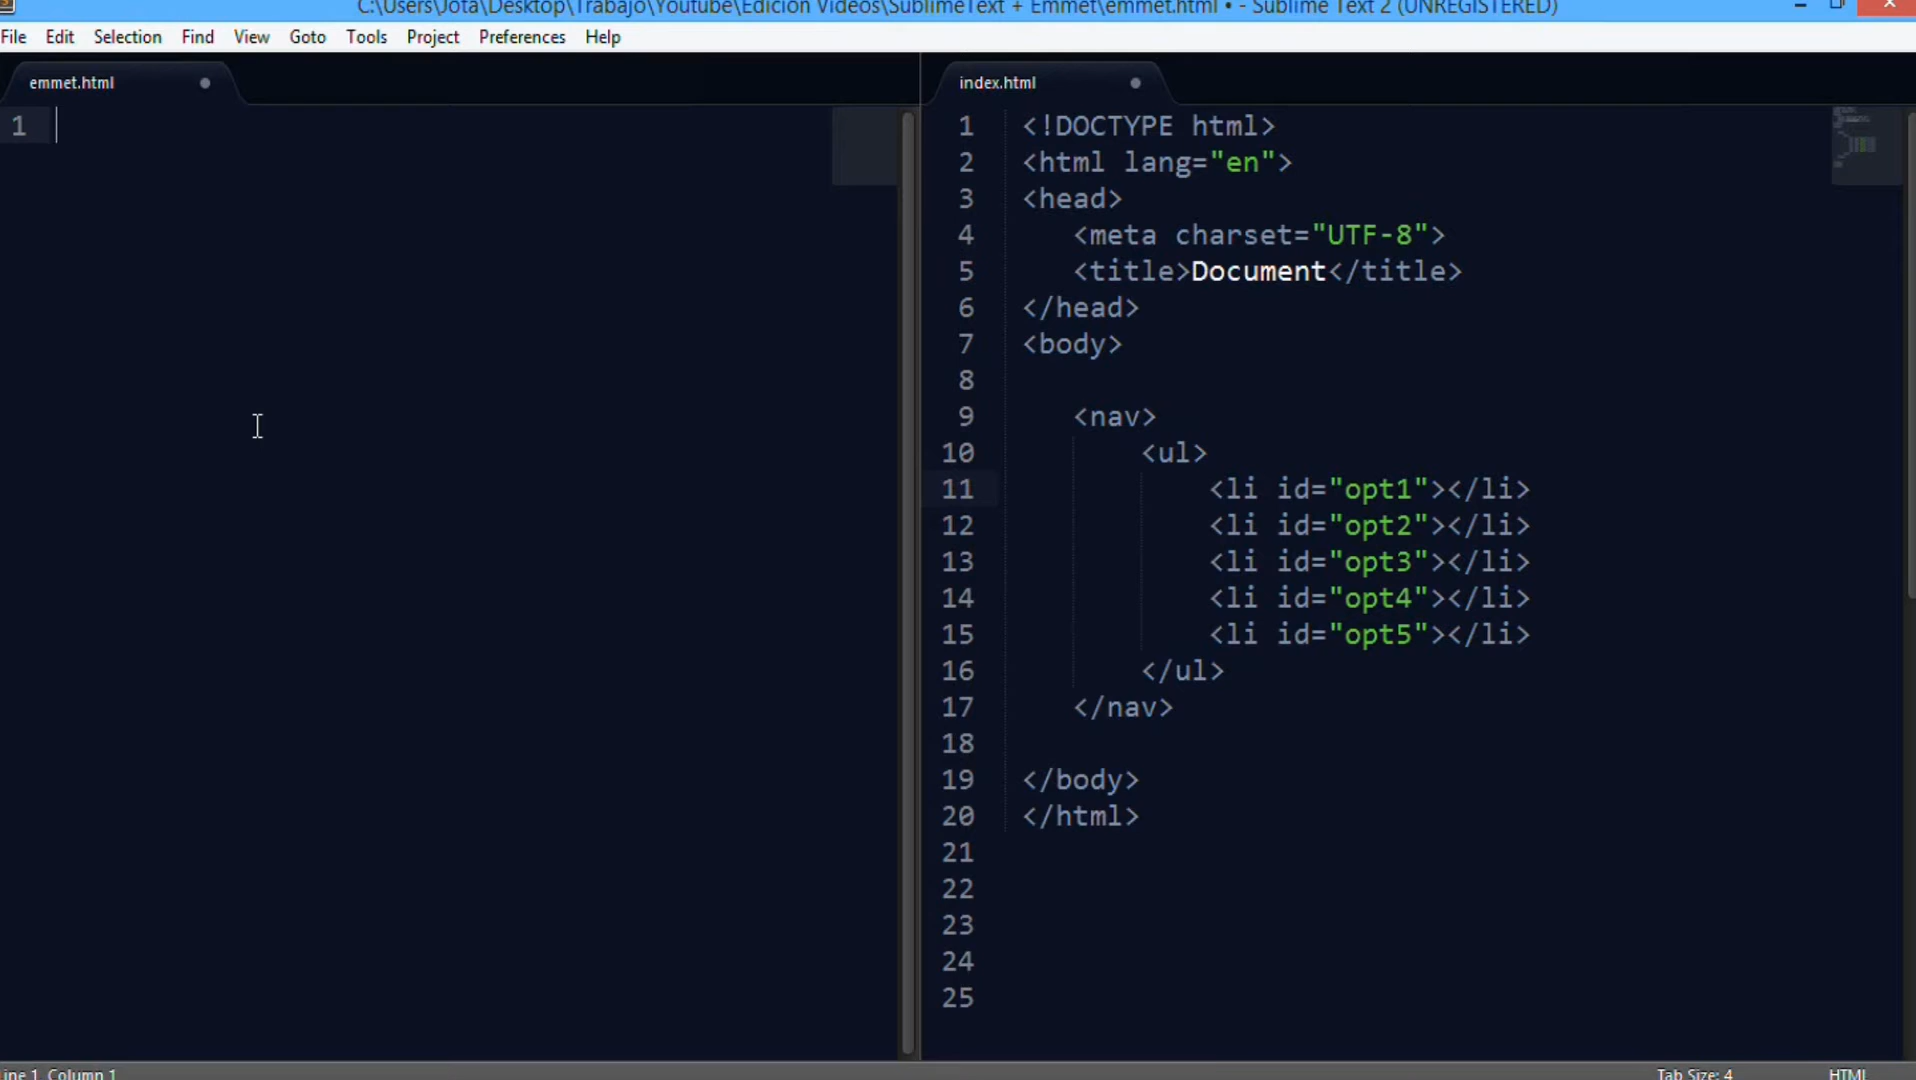 C:\Users\Jota\Desktop\Trabajo\Youtube\Edicion Videos\SublimeText + Emmet\emmet.html • - Sublime Text 2 (UNREGISTERED)
File Edit Selection Find View Goto Tools Project Preferences Help
emmet.html
1
index.html
1 <!DOCTYPE html>
2 <html lang="en">
3 <head>
4 <meta charset="UTF-8">
5 <title>Document</title>
6 </head>
7 <body>
8
9 <nav>
10 <ul>
11 <li id="opt1"></li>
12 <li id="opt2"></li>
13 <li id="opt3"></li>
14 <li id="opt4"></li>
15 <li id="opt5"></li>
16 </ul>
17 </nav>
18
19 </body>
20 </html>
21
22
23
24
25
ine 1, Column 1 Tab Size: 4 HTML